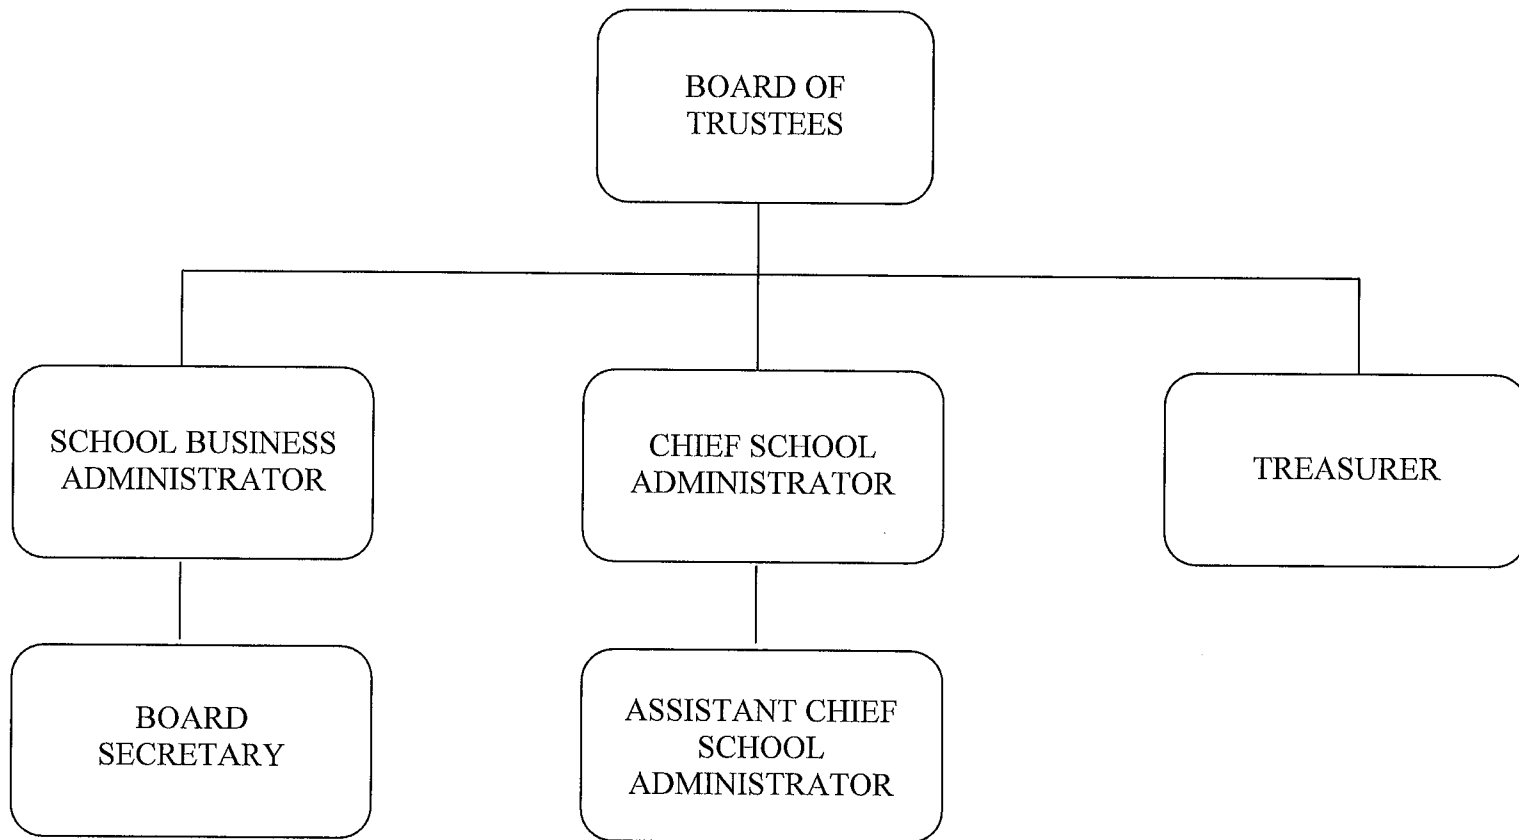 BOARD OF
TRUSTEES
SCHOOL BUSINESS
ADMINISTRATOR
CHIEF SCHOOL
ADMINISTRATOR
TREASURER
BOARD
SECRETARY
ASSISTANT CHIEF
SCHOOL
ADMINISTRATOR